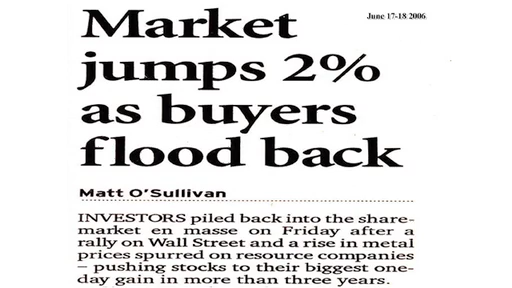 Market
June 17-18 2006
jumps 2%
as buyers
flood back
Matt O'Sullivan
INVESTORS piled back into the share-
market en masse on Friday after a
rally on Wall Street and a rise in metal
prices spurred on resource companies
– pushing stocks to their biggest one-
day gain in more than three years.